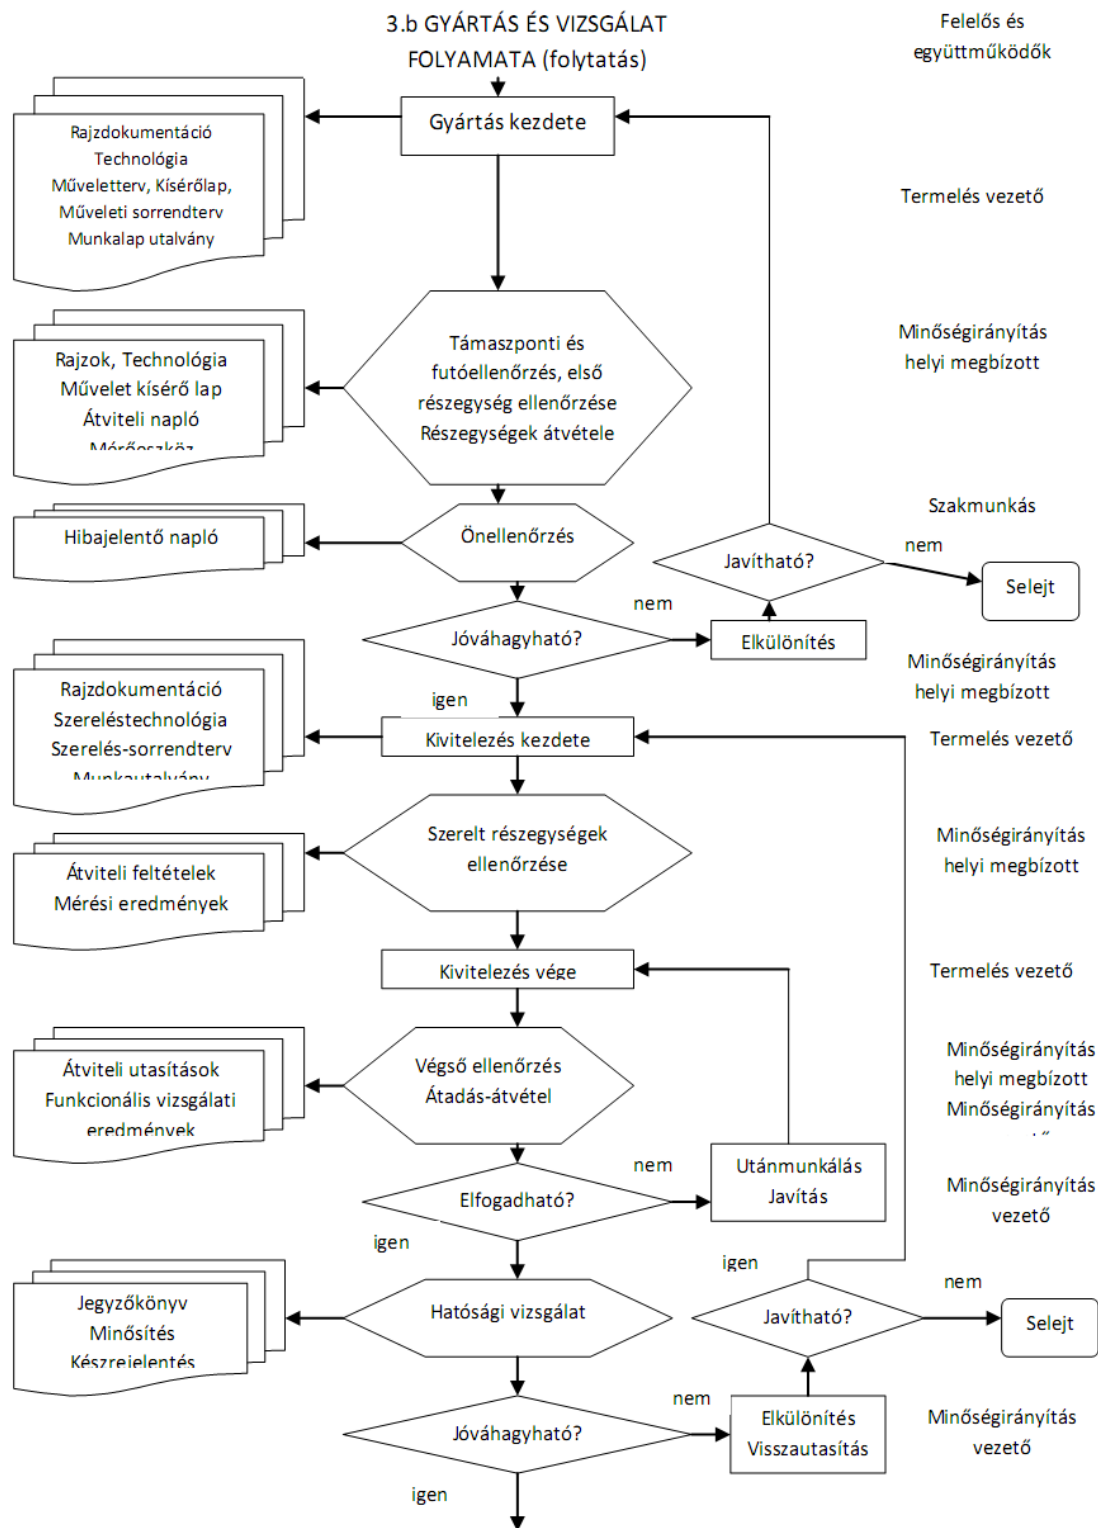 3.b GYÁRTÁS ÉS VIZSGÁLAT
FOLYAMATA (folytatás)
Felelős és
együttműködők
Gyártás kezdete
Rajzdokumentáció
Technológia
Műveletterv, Kísérőlap,
Műveleti sorrendterv
Munkalap utalvány
Termelés vezető
Támaszponti és
futóellenőrzés, első
részegység ellenőrzése
Részegységek átvétele
Rajzok, Technológia
Művelet kísérő lap
Átviteli napló
Mérőeszköz
Minőségirányítás
helyi megbízott
Önellenőrzés
Hibajelentő napló
Szakmunkás
Javítható?
nem
Selejt
Jóváhagyható?
nem
Elkülönítés
igen
Minőségirányítás
helyi megbízott
Rajzdokumentáció
Szereléstechnológia
Szerelés-sorrendterv
Munkautalvány
Kivitelezés kezdete
Termelés vezető
Szerelt részegységek
ellenőrzése
Átviteli feltételek
Mérési eredmények
Minőségirányítás
helyi megbízott
Kivitelezés vége
Termelés vezető
Végső ellenőrzés
Átadás-átvétel
Átviteli utasítások
Funkcionális vizsgálati
eredmények
Minőségirányítás
helyi megbízott
Minőségirányítás
Elfogadható?
nem
Utánmunkálás
Javítás
Minőségirányítás
vezető
igen
Hatósági vizsgálat
Jegyzőkönyv
Minősítés
Készrejelentés
igen
Javítható?
nem
Selejt
Jóváhagyható?
nem
Elkülönítés
Visszautasítás
Minőségirányítás
vezető
igen